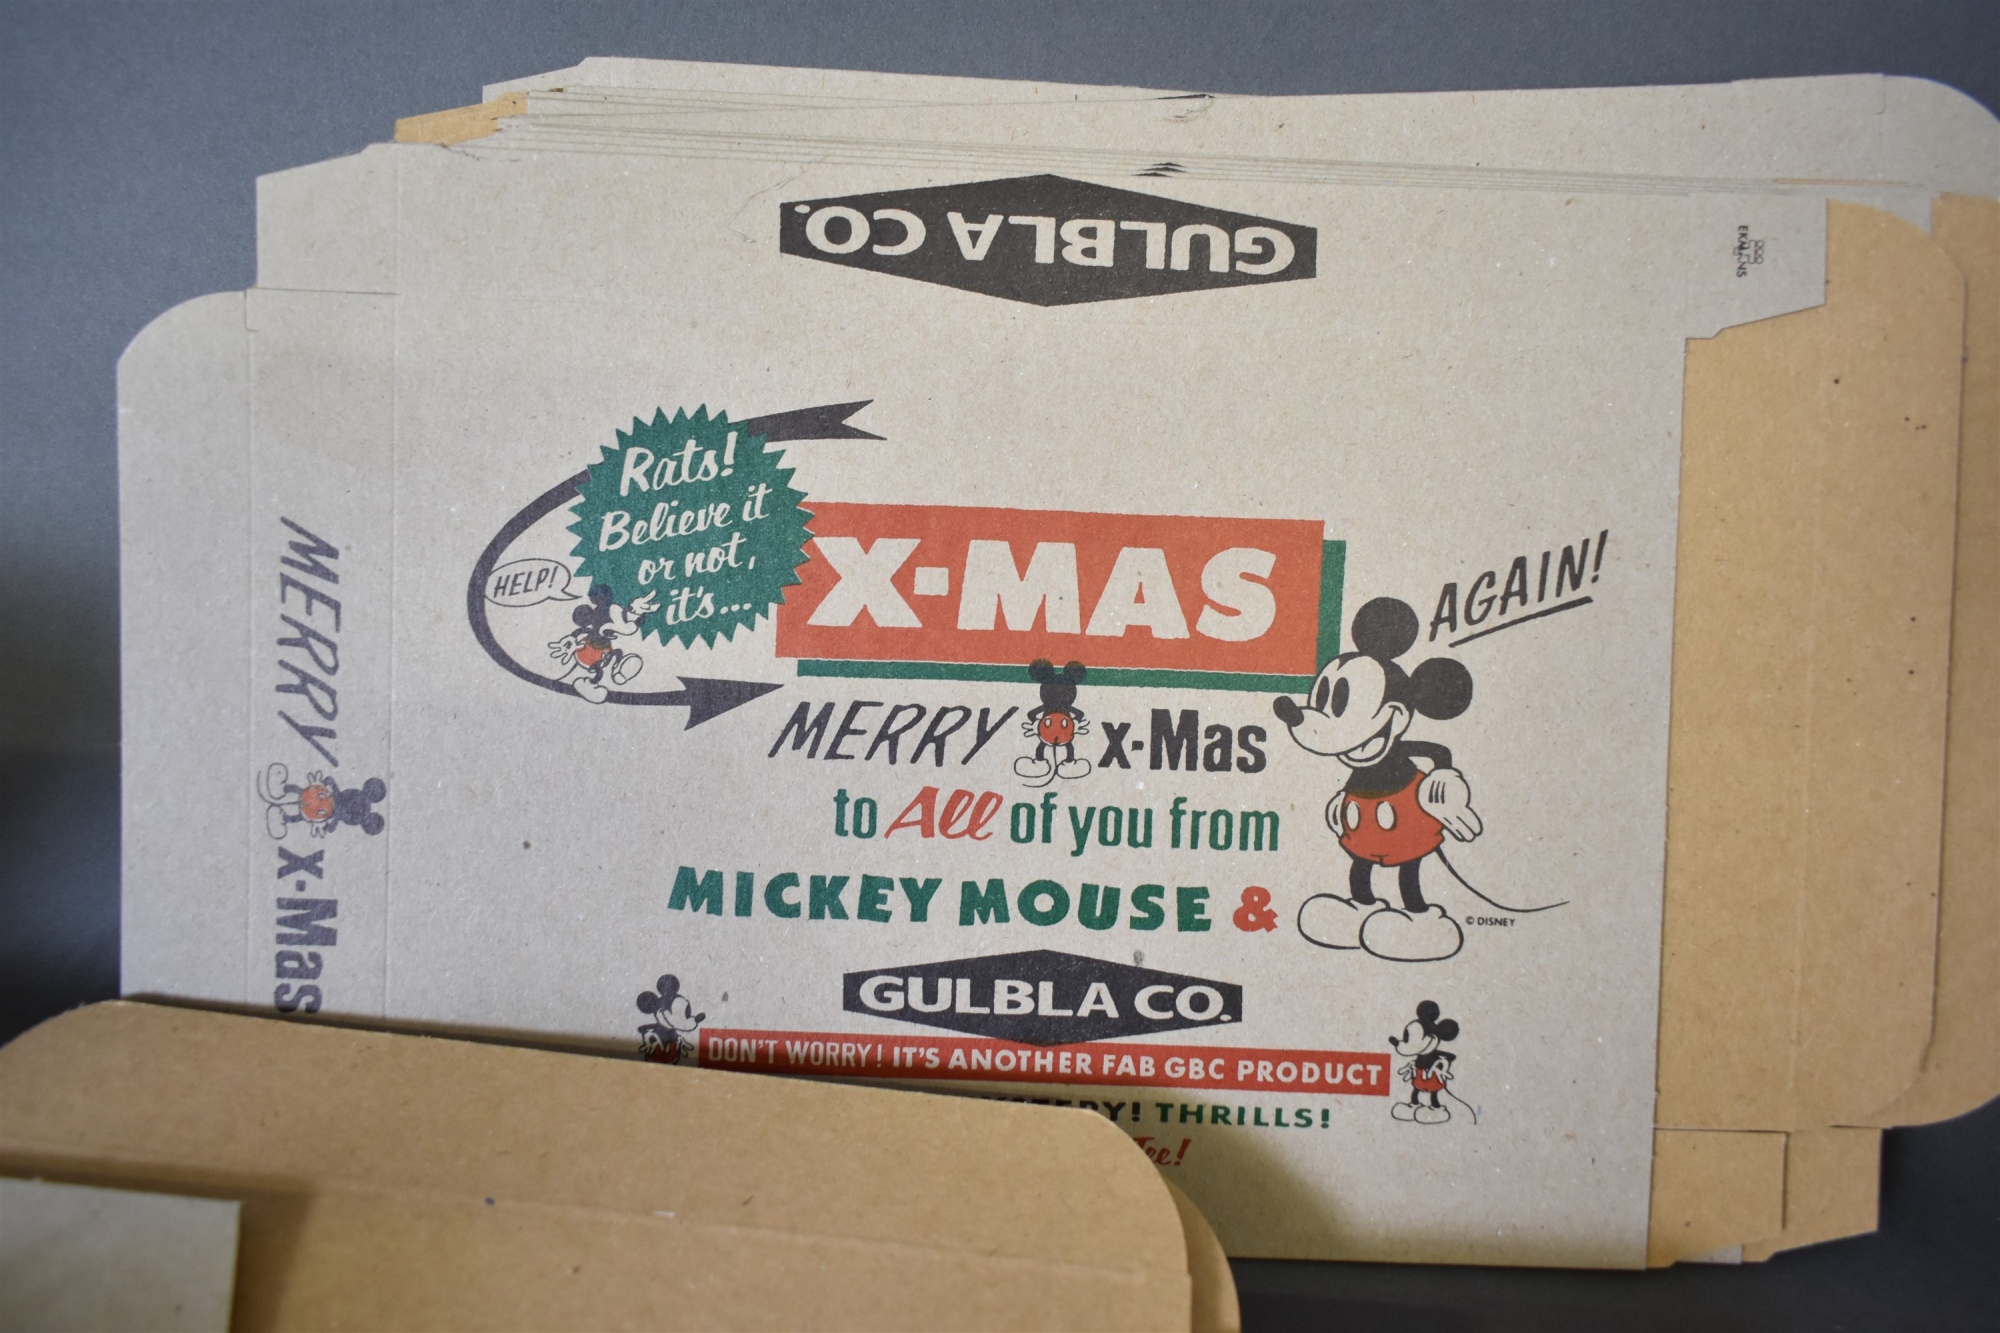 GULBLA CO.
EKMANS
Rats!
Believe it
or not,
it's...
HELP!
X-MAS
AGAIN!
MERRY x-Mas
to All of you from
MICKEY MOUSE &
© DISNEY
GULBLA CO.
DON'T WORRY! IT'S ANOTHER FAB GBC PRODUCT
THRILLS!
MERRY x-Mas